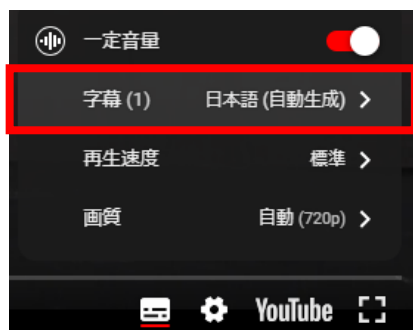 一定音量
字幕 (1) 日本語 (自動生成)
再生速度 標準
画質 自動 (720p)
YouTube